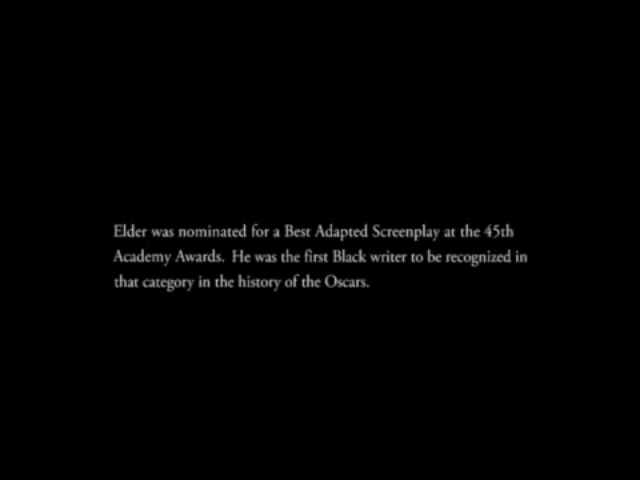 Elder was nominated for a Best Adapted Screenplay at the 45th
Academy Awards. He was the first Black writer to be recognized in
that category in the history of the Oscars.